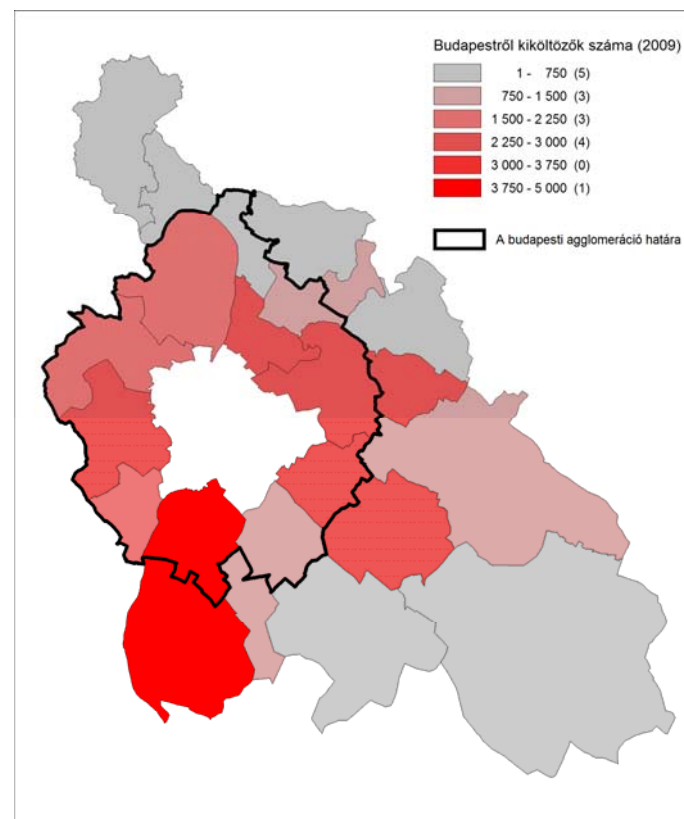 Budapestről kiköltözők száma (2009)
1 - 750 (5)
750 - 1 500 (3)
1 500 - 2 250 (3)
2 250 - 3 000 (4)
3 000 - 3 750 (0)
3 750 - 5 000 (1)
A budapesti agglomeráció határa